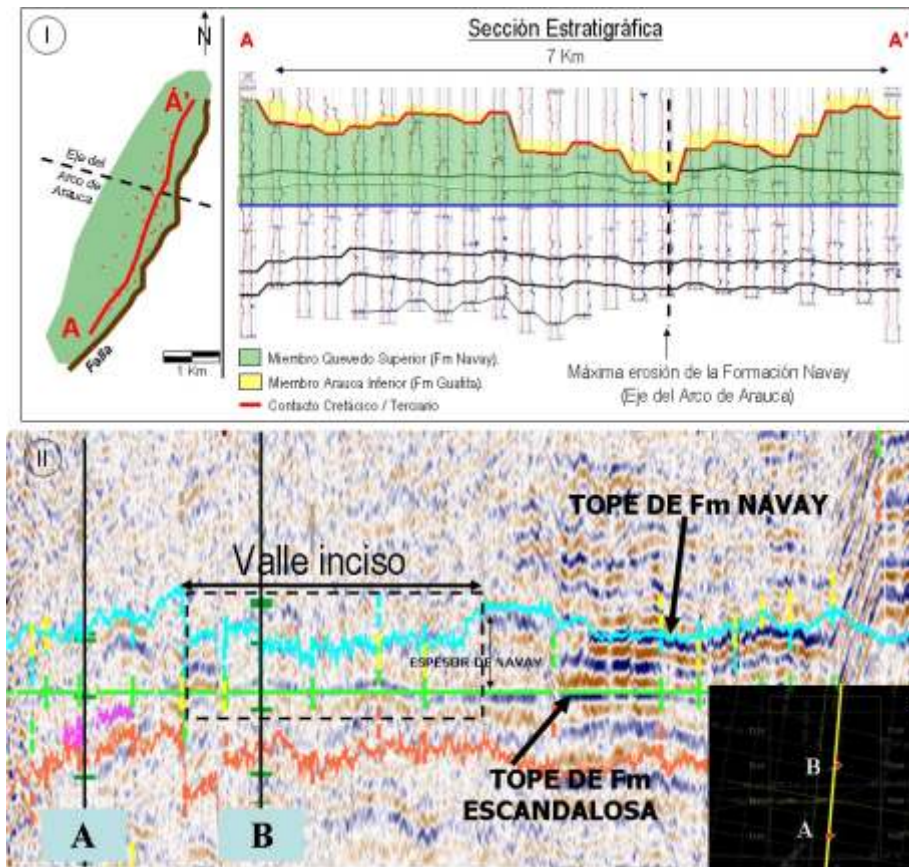 I
N
Sección Estratigráfica
A
A'
7 Km
A'
Eje del
Arco de
Arauca
A
Falla
1 Km
Miembro Quevedo Superior (Fm Navay).
Miembro Arauca Inferior (Fm Guafita).
Contacto Cretácico / Terciario
Máxima erosión de la Formación Navay
(Eje del Arco de Arauca)
II
TOPE DE Fm NAVAY
Valle inciso
ESPESOR DE NAVAY
TOPE DE Fm
ESCANDALOSA
A
B
B
A